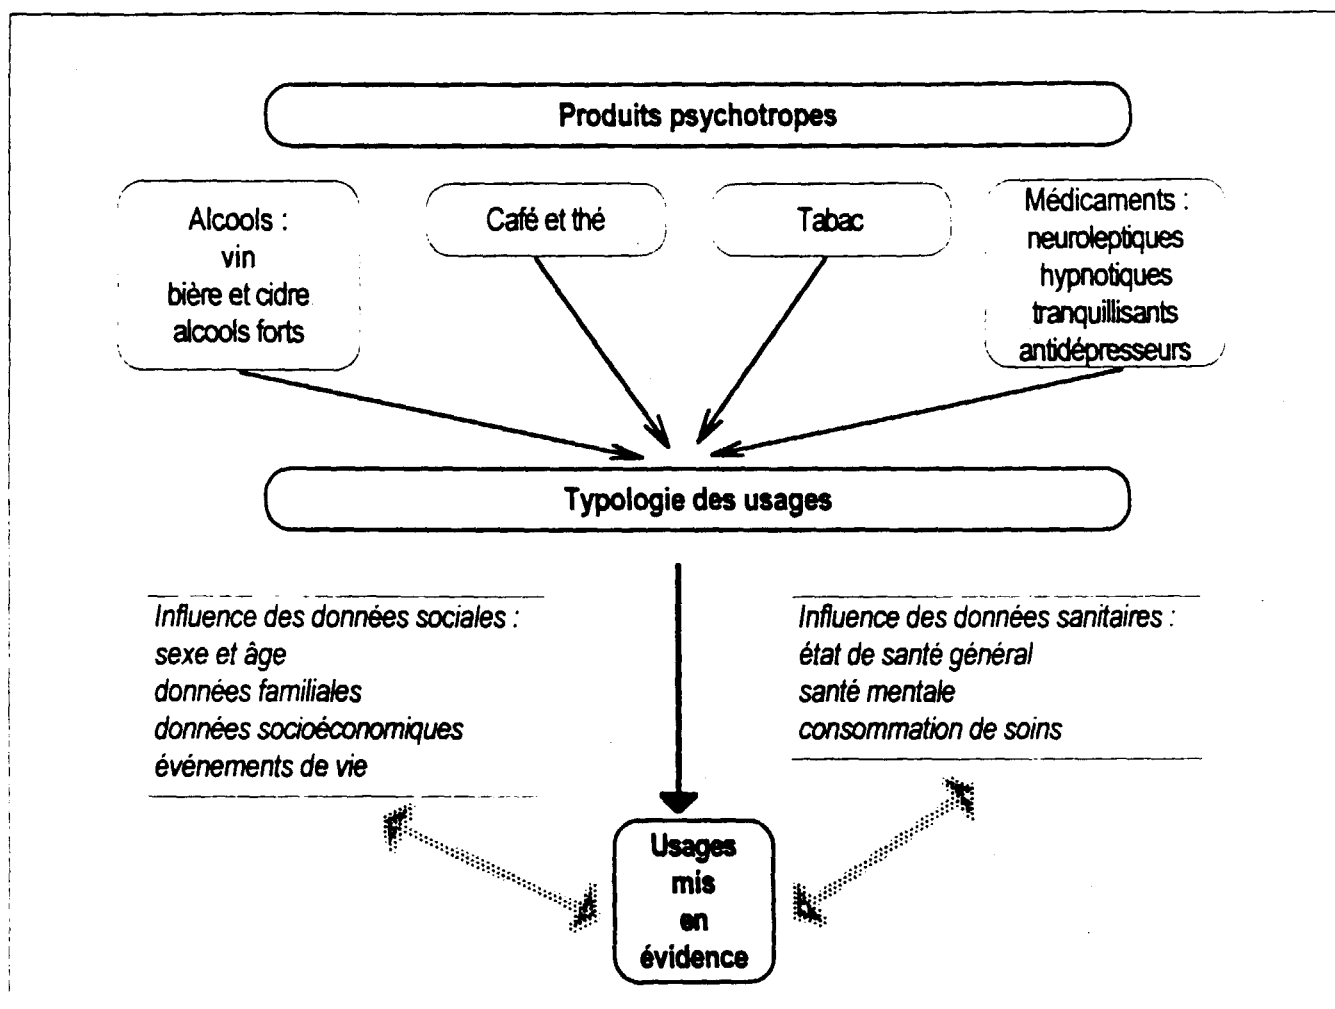 Produits psychotropes
Alcools :
vin
bière et cidre
alcools forts
Café et thé
Tabac
Médicaments :
neuroleptiques
hypnotiques
tranquillisants
antidépresseurs
Typologie des usages
Influence des données sociales :
sexe et âge
données familiales
données socioéconomiques
événements de vie
Influence des données sanitaires :
état de santé général
santé mentale
consommation de soins
Usages
mis
en
évidence